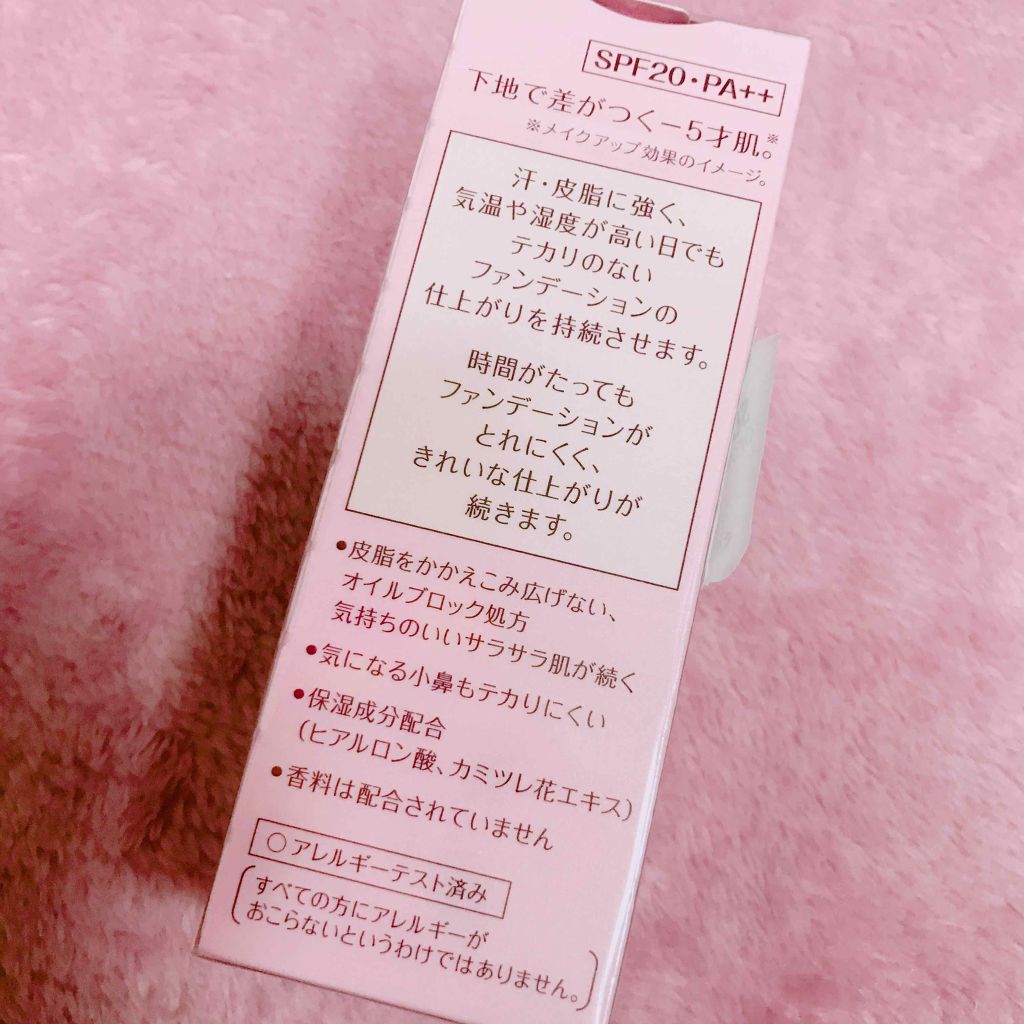 SPF20・PA++
下地で差がつくー5才肌。※
※メイクアップ効果のイメージ。
汗・皮脂に強く、
気温や湿度が高い日でも
テカリのない
ファンデーションの
仕上がりを持続させます。
時間がたっても
ファンデーションが
とれにくく、
きれいな仕上がりが
続きます。
●皮脂をかかえこみ広げない、
オイルブロック処方
気持ちのいいサラサラ肌が続く
●気になる小鼻もテカリにくい
●保湿成分配合
(ヒアルロン酸、カミツレ花エキス)
●香料は配合されていません
○アレルギーテスト済み
(すべての方にアレルギーが
おこらないというわけではありません。)